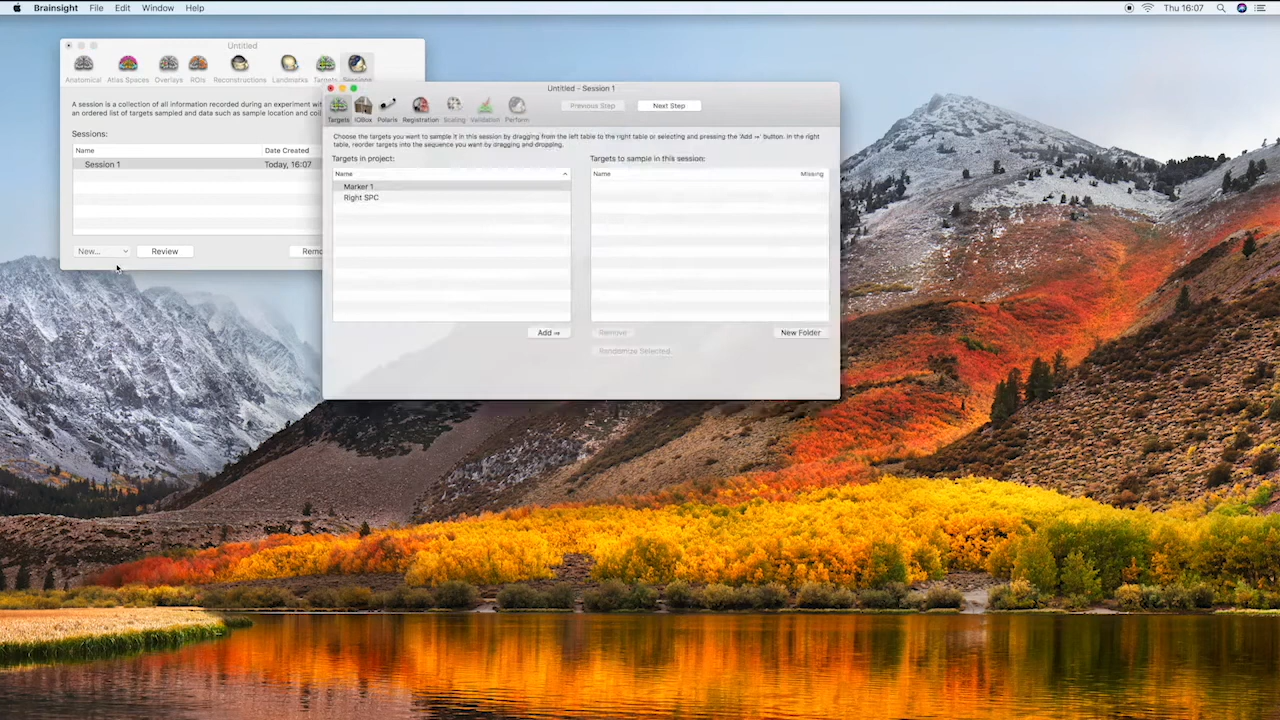 Brainsight File Edit Window Help
Thu 16:07
Untitled
Anatomical Atlas Spaces Overlays ROIs Reconstructions Landmarks Targets Sessions
A session is a collection of all information recorded during an experiment
an ordered list of targets sampled and data such as sample location and
Sessions:
Name Date Created
Session 1 Today, 16:07
New... Review
Untitled - Session 1
Targets IOBox Polaris Registration Scaling Validation Perform
Previous Step Next Step
Choose the targets you want to sample it in this session by dragging from the left table to the right table or selecting and pressing the 'Add ⇒' button. In the right
table, reorder targets into the sequence you want by dragging and dropping.
Targets in project: Targets to sample in this session:
Name Name Missing
Marker 1
Right SPC
Add ⇒ Remove New Folder
Randomize Selected